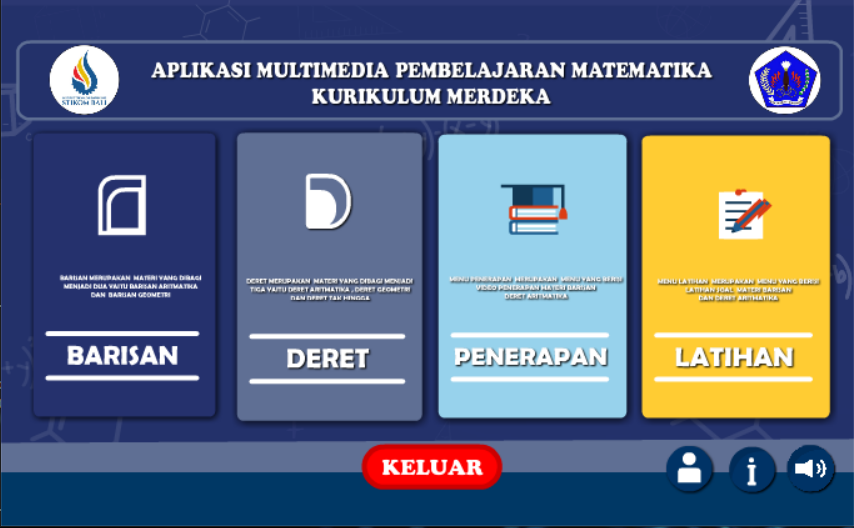 APLIKASI MULTIMEDIA PEMBELAJARAN MATEMATIKA
KURIKULUM MERDEKA
STIKOM BALI
BARISAN MERUPAKAN MATERI YANG DIBAGI
MENJADI DUA YAITU BARISAN ARITMATIKA
DAN BARISAN GEOMETRI
BARISAN
DERET MERUPAKAN MATERI YANG DIBAGI MENJADI
TIGA YAITU DERET ARITMATIKA , DERET GEOMETRI
DAN DERET TAK HINGGA
DERET
MENU PENERAPAN MERUPAKAN MENU YANG BERISI
VIDEO PENERAPAN MATERI BARISAN
DERET ARITMATIKA
PENERAPAN
MENU LATIHAN MERUPAKAN MENU YANG BERISI
LATIHAN SOAL MATERI BARISAN
DAN DERET ARITMATIKA
LATIHAN
KELUAR